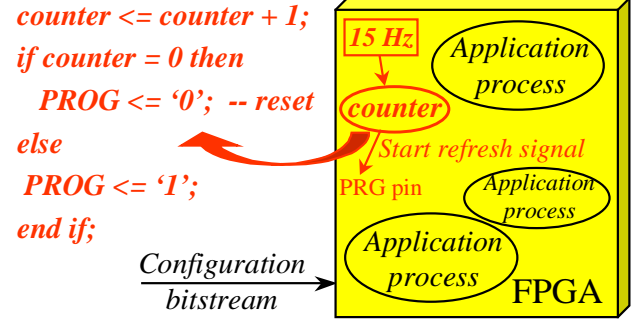 counter <= counter + 1;
if counter = 0 then
PROG <= ‘0’; -- reset
else
PROG <= ‘1’;
end if;
15 Hz
counter
Start refresh signal
PRG pin
Application
process
Application
process
Application
process
FPGA
Configuration
bitstream